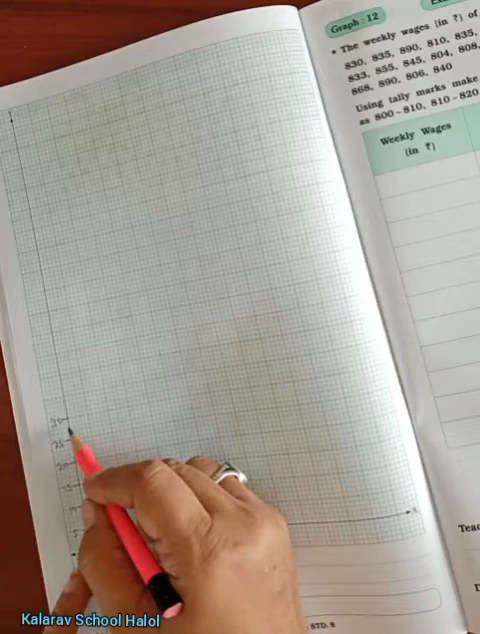 Graph : 12
• The weekly wages (in ₹) of
830, 835, 890, 810, 835,
833, 855, 845, 804, 808,
868, 890, 806, 840
Using tally marks make
as 800 – 810, 810 – 820
Weekly Wages
(in ₹)
30
25
20
15
5
x
STD. 8
Kalarav School Halol